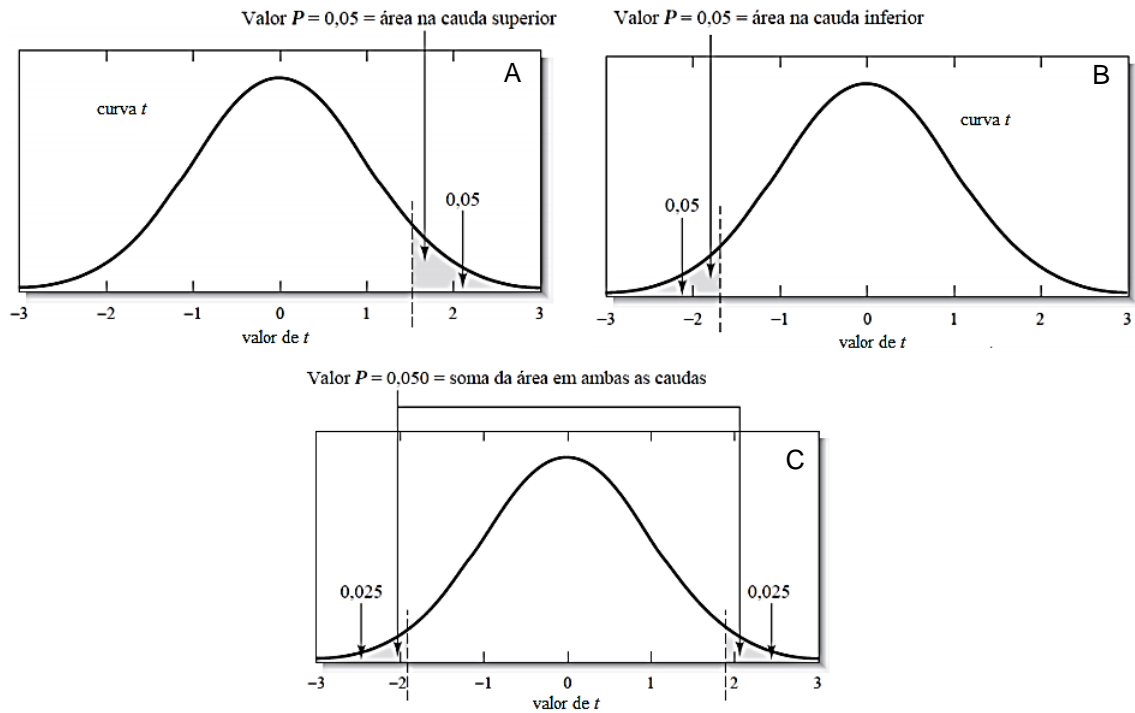 Valor P = 0,05 = área na cauda superior
A
curva t
0,05
−3 −2 −1 0 1 2 3
valor de t
Valor P = 0,05 = área na cauda inferior
B
curva t
0,05
−3 −2 −1 0 1 2 3
valor de t
Valor P = 0,050 = soma da área em ambas as caudas
C
0,025 0,025
−3 −2 −1 0 1 2 3
valor de t